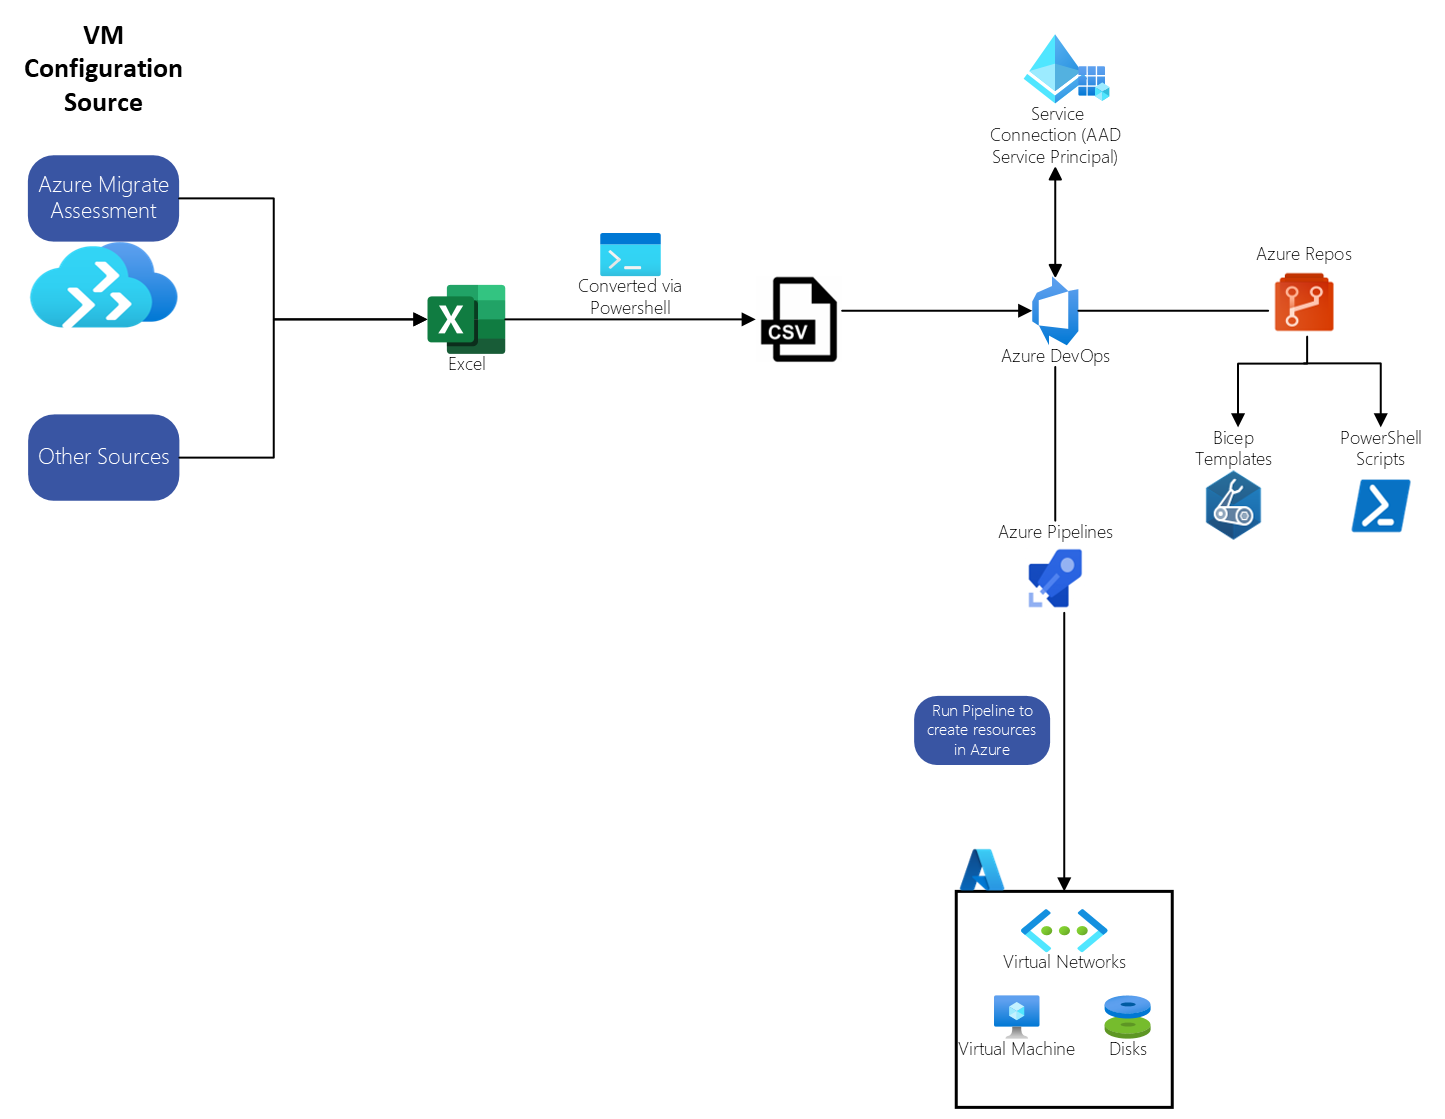 VM
Configuration
Source
Azure Migrate
Assessment
Other Sources
X
Excel
Converted via
Powershell
CSV
Service
Connection (AAD
Service Principal)
Azure DevOps
Azure Repos
Bicep
Templates
PowerShell
Scripts
Azure Pipelines
Run Pipeline to
create resources
in Azure
Virtual Networks
Virtual Machine
Disks